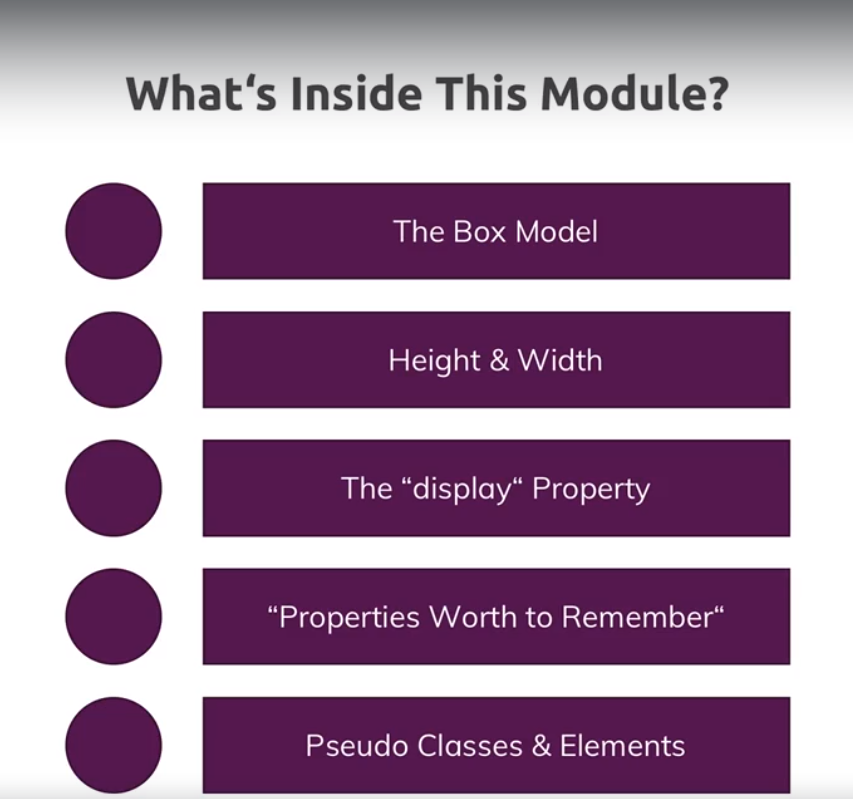 What‘s Inside This Module?
The Box Model
Height & Width
The “display“ Property
“Properties Worth to Remember“
Pseudo Classes & Elements